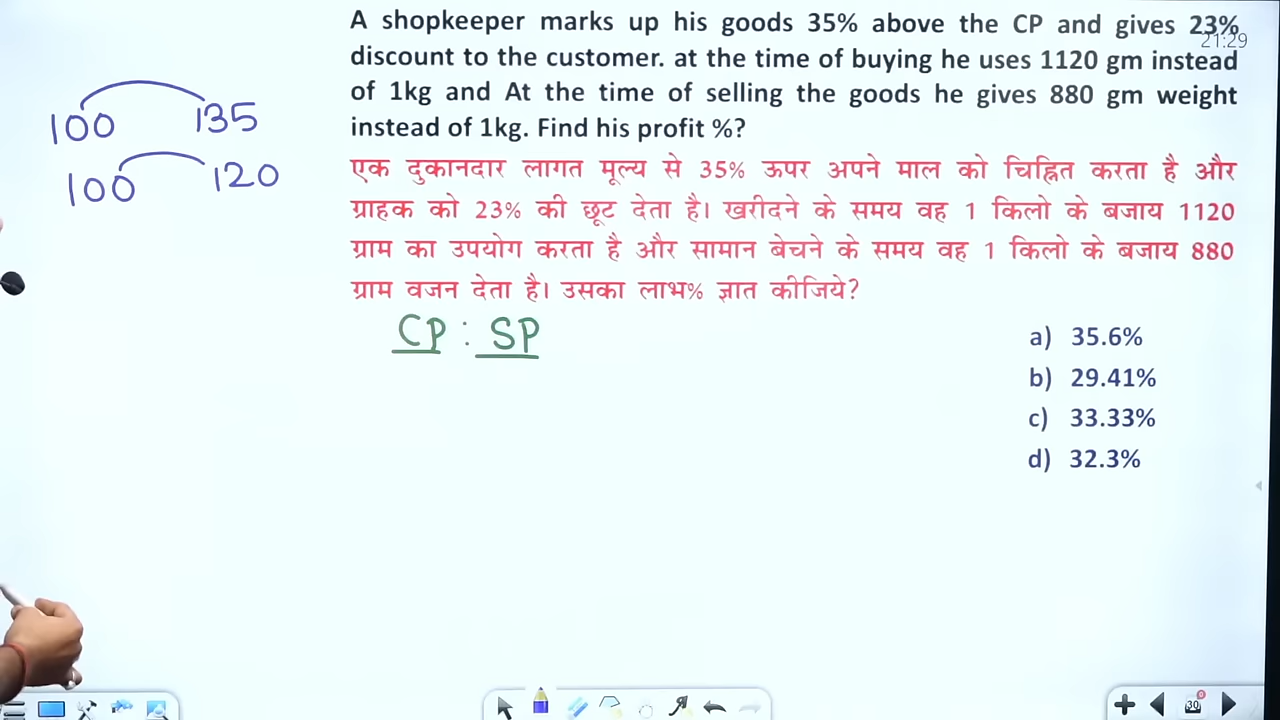 A shopkeeper marks up his goods 35% above the CP and gives 23%
21:29
discount to the customer. at the time of buying he uses 1120 gm instead
of 1kg and At the time of selling the goods he gives 880 gm weight
instead of 1kg. Find his profit %?
100 135
100 120
एक दुकानदार लागत मूल्य से 35% ऊपर अपने माल को चिह्नित करता है और
ग्राहक को 23% की छूट देता है। खरीदने के समय वह 1 किलो के बजाय 1120
ग्राम का उपयोग करता है और सामान बेचने के समय वह 1 किलो के बजाय 880
ग्राम वजन देता है। उसका लाभ% ज्ञात कीजिये?
CP : SP
a) 35.6%
b) 29.41%
c) 33.33%
d) 32.3%
30